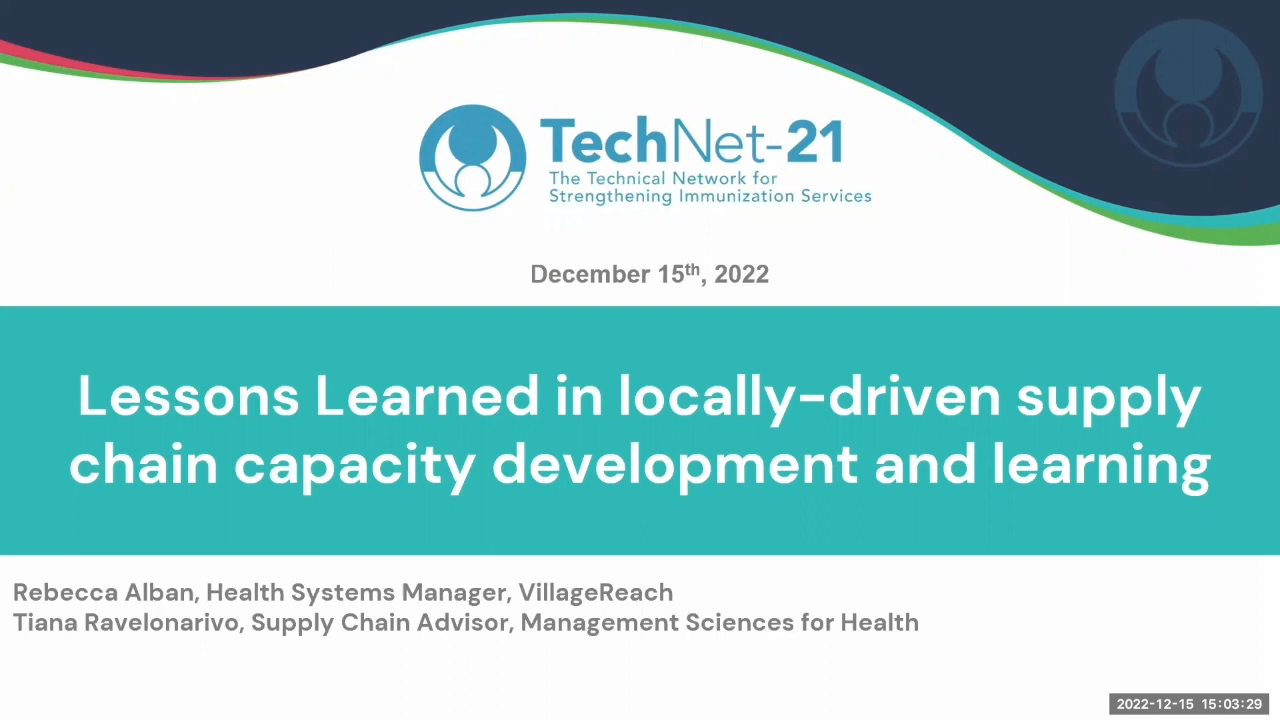 TechNet-21
The Technical Network for
Strengthening Immunization Services
December 15th, 2022
Lessons Learned in locally-driven supply
chain capacity development and learning
Rebecca Alban, Health Systems Manager, VillageReach
Tiana Ravelonarivo, Supply Chain Advisor, Management Sciences for Health
2022-12-15 15:03:29